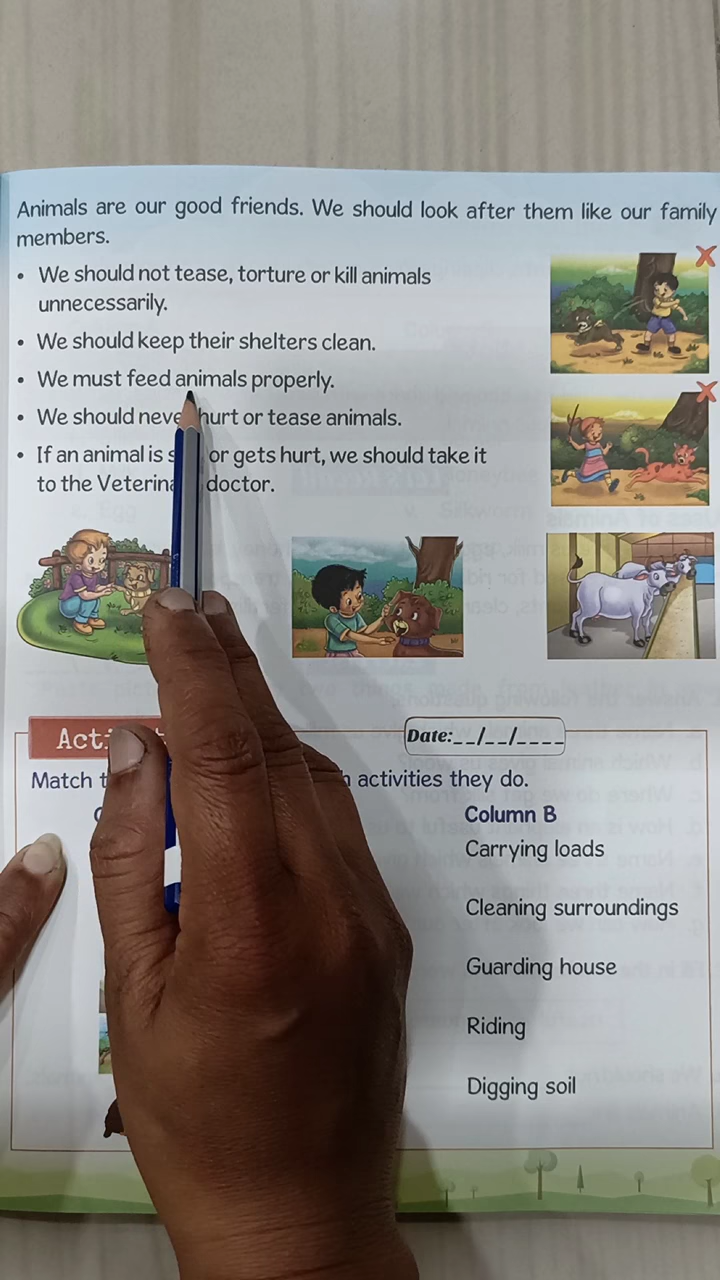 Animals are our good friends. We should look after them like our family
members.
• We should not tease, torture or kill animals
unnecessarily.
• We should keep their shelters clean.
• We must feed animals properly.
• We should never hurt or tease animals.
• If an animal is or gets hurt, we should take it
to the doctor.
Date:__/__/____
Match activities they do.
Column B
Carrying loads
Cleaning surroundings
Guarding house
Riding
Digging soil